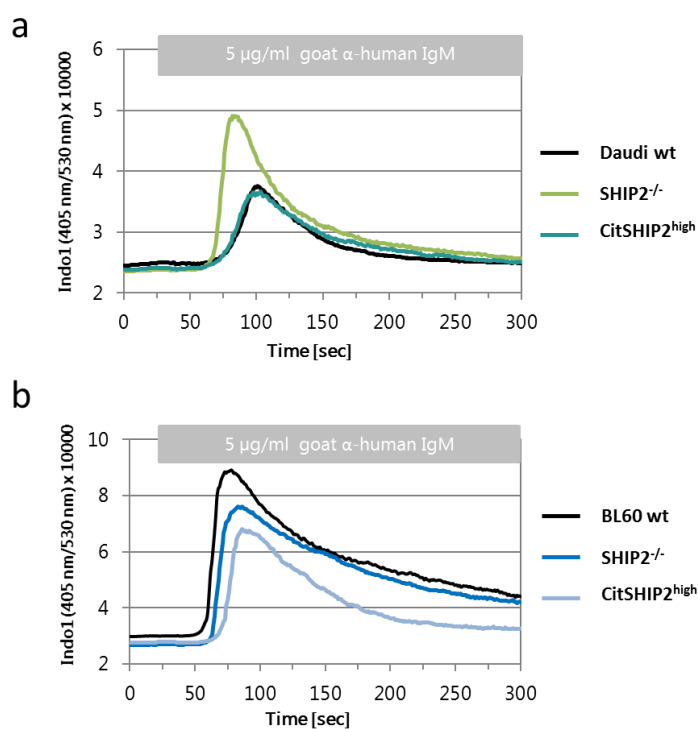 a
5 µg/ml goat α-human IgM
Indo1 (405 nm/530 nm) x 10000
6
5
4
3
2
0
50
100
150
200
250
300
Time [sec]
Daudi wt
SHIP2-/-
CitSHIP2high
b
5 µg/ml goat α-human IgM
Indo1 (405 nm/530 nm) x 10000
10
8
6
4
2
0
50
100
150
200
250
300
Time [sec]
BL60 wt
SHIP2-/-
CitSHIP2high